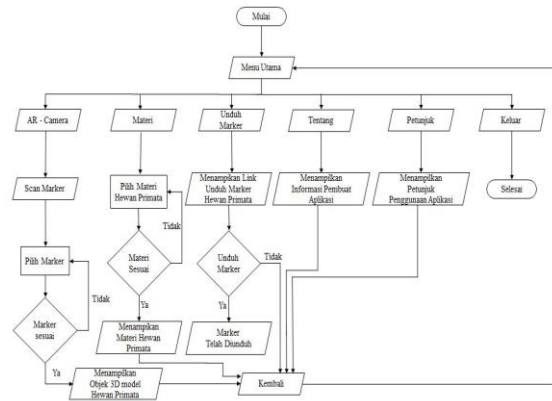 Mulai
Menu Utama
AR - Camera
Materi
Unduh
Marker
Tentang
Petunjuk
Keluar
Scan Marker
Pilih Materi
Hewan Primata
Menampkan Link
Unduh Marker
Hewan Primata
Menampilkan
Informasi Pembuat
Aplikasi
Menampilkan
Petunjuk
Penggunaan Aplikasi
Selesai
Pilih Marker
Tidak
Materi
Sesuai
Tidak
Unduh
Marker
Tidak
Marker
sesuai
Ya
Ya
Menampkan
Materi Hewan
Primata
Marker
Telah Diunduh
Ya
Menampilkan
Objek 3D model
Hewan Primata
Kembali